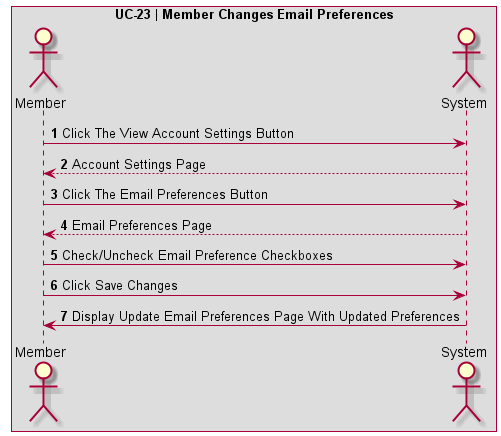 UC-23 | Member Changes Email Preferences
Member System
1 Click The View Account Settings Button
2 Account Settings Page
3 Click The Email Preferences Button
4 Email Preferences Page
5 Check/Uncheck Email Preference Checkboxes
6 Click Save Changes
7 Display Update Email Preferences Page With Updated Preferences
Member System